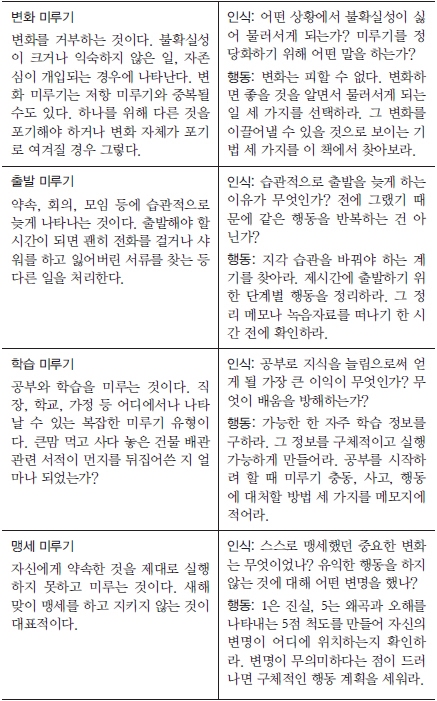 변화 미루기
변화를 거부하는 것이다. 불확실성
이 크거나 익숙하지 않은 일, 자존
심이 개입되는 경우에 나타난다. 변
화 미루기는 저항 미루기와 중복될
수도 있다. 하나를 위해 다른 것을
포기해야 하거나 변화 자체가 포기
로 여겨질 경우 그렇다.
인식: 어떤 상황에서 불확실성이 싫
어 물러서게 되는가? 미루기를 정
당화하기 위해 어떤 말을 하는가?
행동: 변화는 피할 수 없다. 변화하
면 좋을 것을 알면서 물러서게 되는
일 세 가지를 선택하라. 그 변화를
이끌어낼 수 있을 것으로 보이는 기
법 세 가지를 이 책에서 찾아보라.
출발 미루기
약속, 회의, 모임 등에 습관적으로
늦게 나타나는 것이다. 출발해야 할
시간이 되면 괜히 전화를 걸거나 샤
워를 하고 잃어버린 서류를 찾는 등
다른 일을 처리한다.
인식: 습관적으로 출발을 늦게 하는
이유가 무엇인가? 전에 그랬기 때
문에 같은 행동을 반복하는 건 아
닌가?
행동: 지각 습관을 바꿔야 하는 계
기를 찾아라. 제시간에 출발하기 위
한 단계별 행동을 정리하라. 그 정
리 메모나 녹음자료를 떠나기 한 시
간 전에 확인하라.
학습 미루기
공부와 학습을 미루는 것이다. 직
장, 학교, 가정 등 어디에서나 나타
날 수 있는 복잡한 미루기 유형이
다. 큰맘 먹고 사다 놓은 건물 배관
관련 서적이 먼지를 뒤집어쓴 지 얼
마나 되었는가?
인식: 공부로 지식을 늘림으로써 얻
게 될 가장 큰 이익이 무엇인가? 무
엇이 배움을 방해하는가?
행동: 가능한 한 자주 학습 정보를
구하라. 그 정보를 구체적이고 실행
가능하게 만들어라. 공부를 시작하
려 할 때 미루기 충동, 사고, 행동
에 대처할 방법 세 가지를 메모지에
적어라.
맹세 미루기
자신에게 약속한 것을 제대로 실행
하지 못하고 미루는 것이다. 새해
맞이 맹세를 하고 지키지 않는 것이
대표적이다.
인식: 스스로 맹세했던 중요한 변화
는 무엇이었나? 유익한 행동을 하지
않는 것에 대해 어떤 변명을 했나?
행동: 1은 진실, 5는 왜곡과 오해를
나타내는 5점 척도를 만들어 자신의
변명이 어디에 위치하는지 확인하
라. 변명이 무의미하다는 점이 드러
나면 구체적인 행동 계획을 세워라.